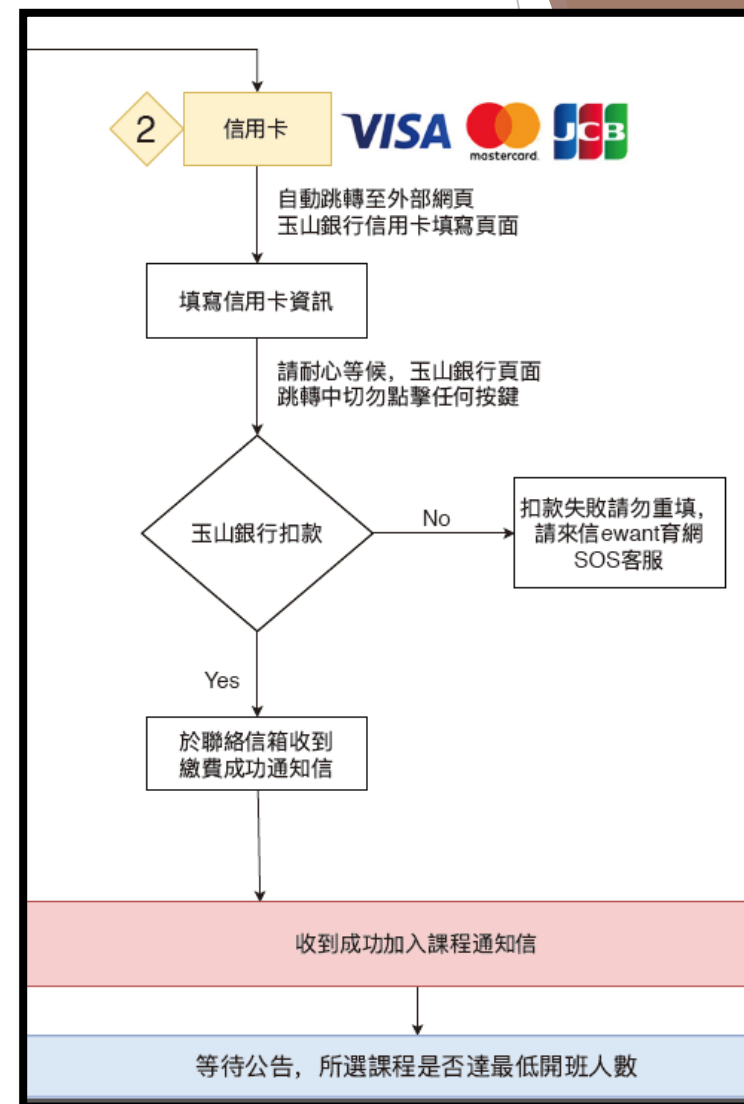 2
信用卡
VISA
mastercard.
JCB
自動跳轉至外部網頁
玉山銀行信用卡填寫頁面
填寫信用卡資訊
請耐心等候，玉山銀行頁面
跳轉中切勿點擊任何按鍵
玉山銀行扣款
No
扣款失敗請勿重填，
請來信ewant育網
SOS客服
Yes
於聯絡信箱收到
繳費成功通知信
收到成功加入課程通知信
等待公告，所選課程是否達最低開班人數